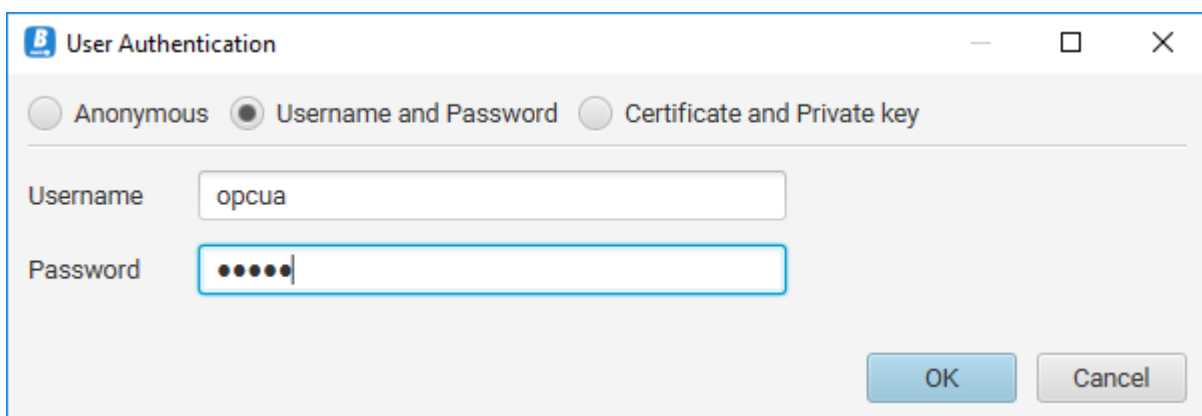 User Authentication
Anonymous Username and Password Certificate and Private key
Username opcua
Password •••••
OK Cancel